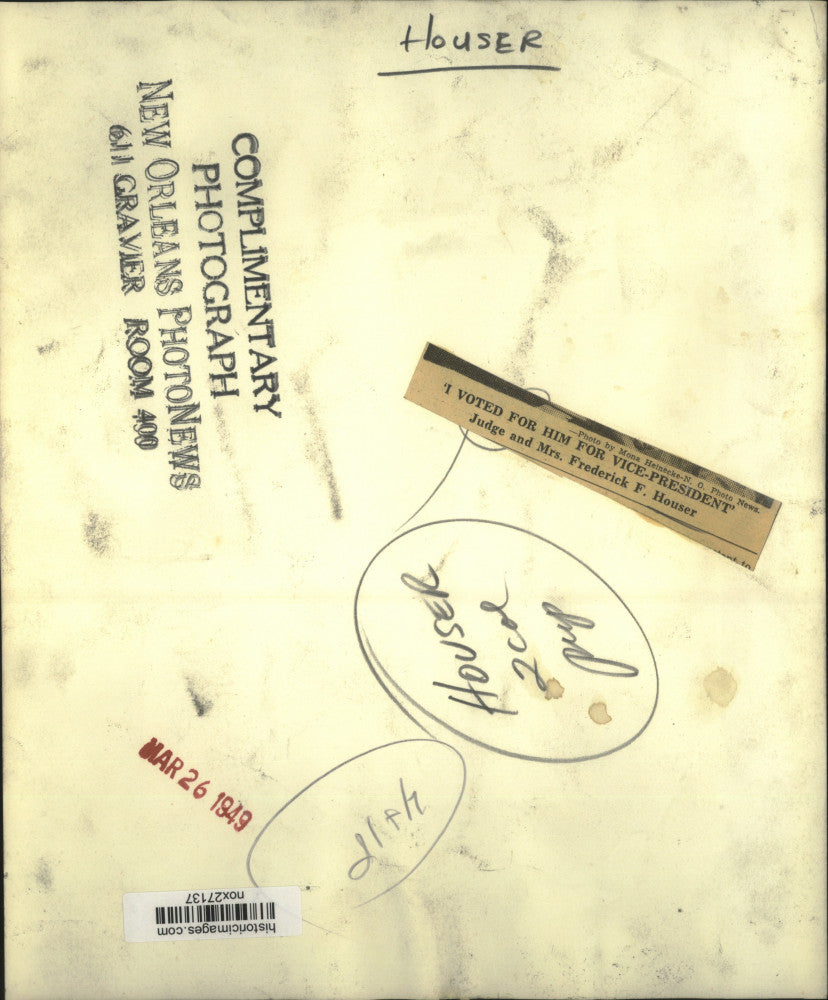 HOUSER
COMPLIMENTARY
PHOTOGRAPH
NEW ORLEANS PHOTONEWS
611 GRAVIER ROOM 400
—Photo by Mona Heinecke-N. O. Photo News.
'I VOTED FOR HIM FOR VICE-PRESIDENT'
Judge and Mrs. Frederick F. Houser
HOUSER
2 col
MAR 26 1949
historicimages.com
nox27137